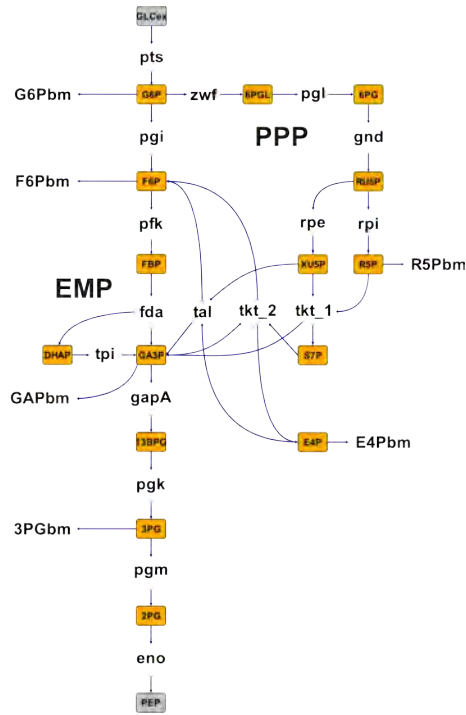 GLCex
pts
G6Pbm
G6P
zwf
6PGL
pgl
6PG
pgi
PPP
gnd
F6Pbm
F6P
RU5P
pfk
rpe
rpi
FBP
XU5P
R5P
R5Pbm
EMP
fda
tal
tkt_2
tkt_1
DHAP
tpi
GA3P
S7P
GAPbm
gapA
13BPG
E4P
E4Pbm
pgk
3PGbm
3PG
pgm
2PG
eno
PEP